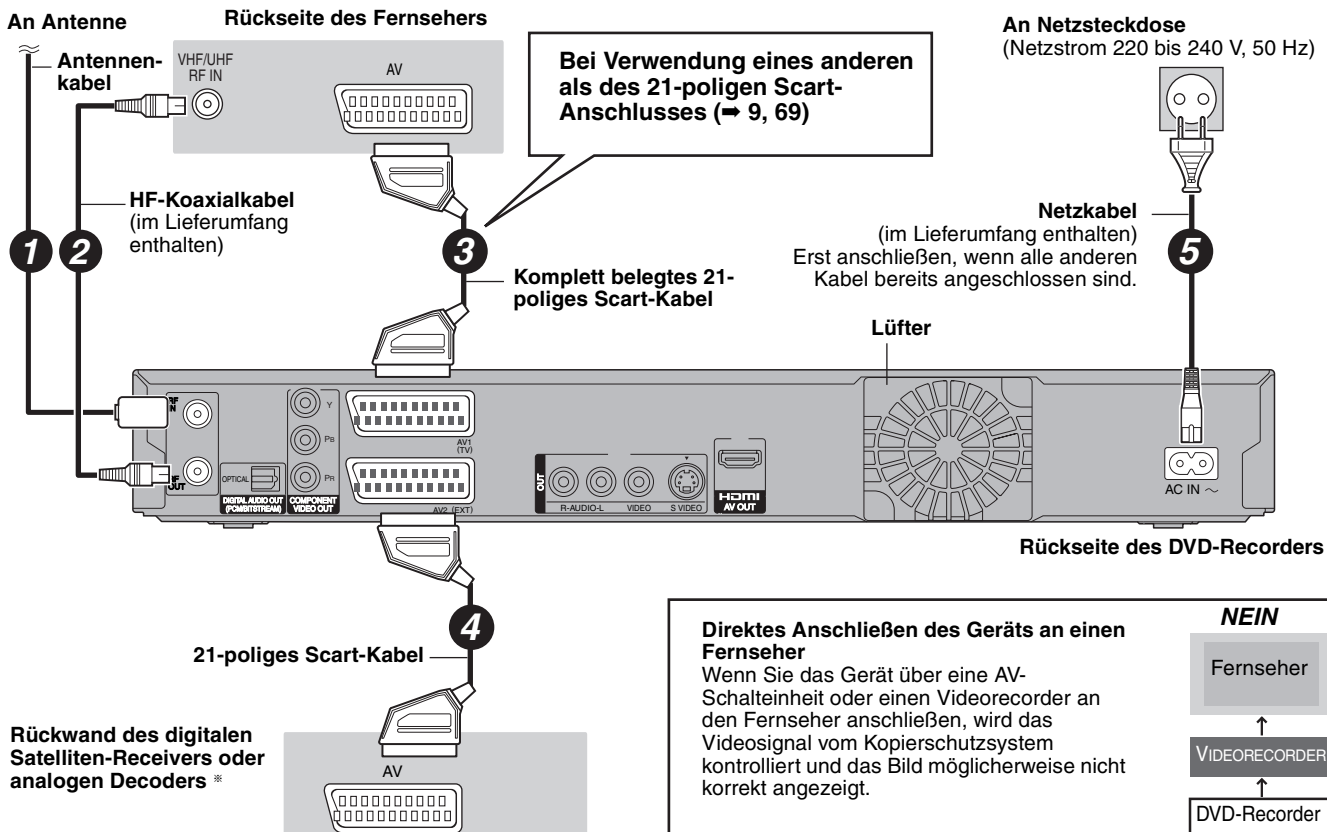 An Antenne
Rückseite des Fernsehers
An Netzsteckdose
(Netzstrom 220 bis 240 V, 50 Hz)
Antennen-
kabel
VHF/UHF
RF IN
AV
Bei Verwendung eines anderen
als des 21-poligen Scart-
Anschlusses (➡ 9, 69)
HF-Koaxialkabel
(im Lieferumfang
enthalten)
1
2
3
Komplett belegtes 21-
poliges Scart-Kabel
Netzkabel
(im Lieferumfang enthalten)
Erst anschließen, wenn alle anderen
Kabel bereits angeschlossen sind.
5
Lüfter
RF
IN
RF
OUT
OPTICAL
DIGITAL AUDIO OUT
(PCM/BITSTREAM)
Y
PB
PR
COMPONENT
VIDEO OUT
AV1
(TV)
AV2 (EXT)
OUT
R-AUDIO-L
VIDEO
S VIDEO
HDMI
AV OUT
AC IN ~
Rückseite des DVD-Recorders
4
21-poliges Scart-Kabel
Rückwand des digitalen
Satelliten-Receivers oder
analogen Decoders ※
AV
Direktes Anschließen des Geräts an einen
Fernseher
Wenn Sie das Gerät über eine AV-
Schalteinheit oder einen Videorecorder an
den Fernseher anschließen, wird das
Videosignal vom Kopierschutzsystem
kontrolliert und das Bild möglicherweise nicht
korrekt angezeigt.
NEIN
Fernseher
↑
VIDEORECORDER
↑
DVD-Recorder